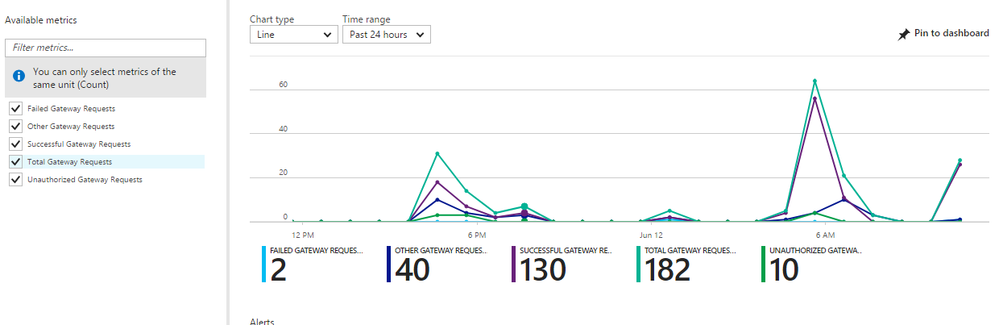 Available metrics
Filter metrics...
You can only select metrics of the
same unit (Count)
Failed Gateway Requests
Other Gateway Requests
Successful Gateway Requests
Total Gateway Requests
Unauthorized Gateway Requests
Chart type
Time range
Line
Past 24 hours
Pin to dashboard
60
40
20
0
12 PM
6 PM
Jun 12
6 AM
FAILED GATEWAY REQUES...
2
OTHER GATEWAY REQUES..
40
SUCCESSFUL GATEWAY RE..
130
TOTAL GATEWAY REQUES...
182
UNAUTHORIZED GATEWA..
10
Alerts